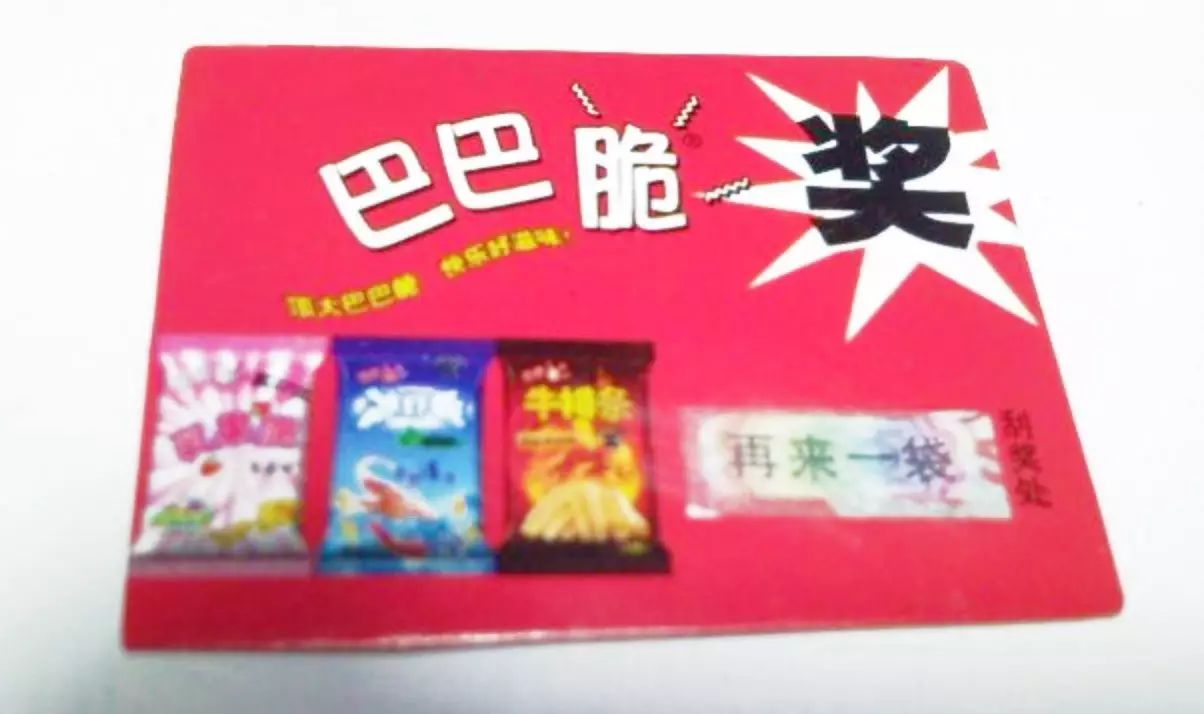 巴巴脆®
奖
顶大巴巴脆 快乐好滋味!
牛排条
再来一袋
刮奖处